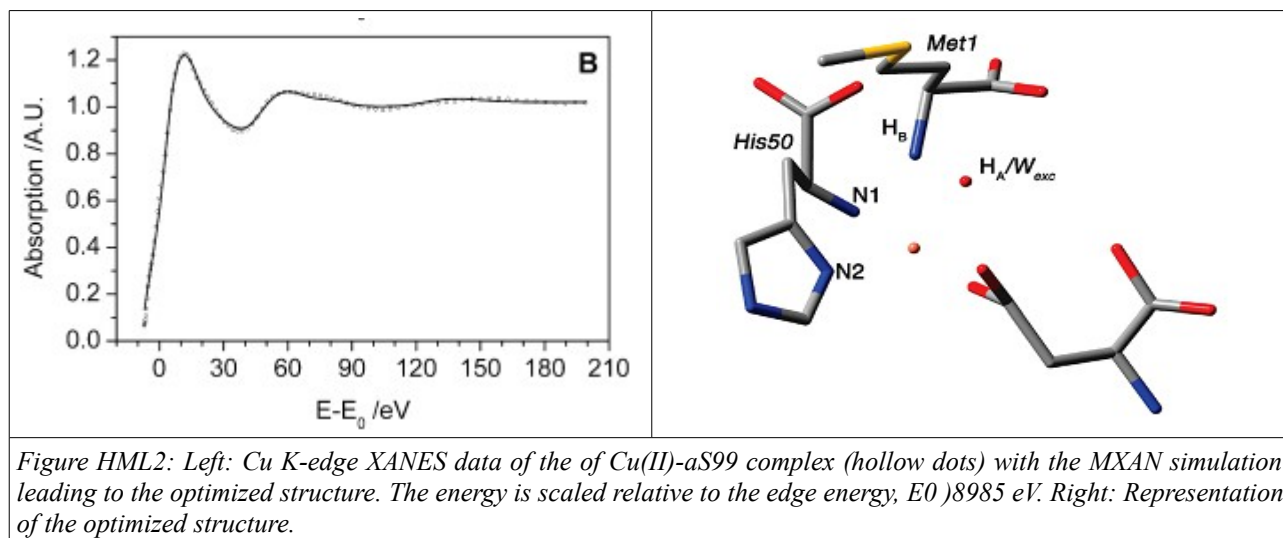 1.2
1.0
0.8
0.6
0.4
0.2
0.0
Absorption /A.U.
B
0 30 60 90 120 150 180 210
E-E0 /eV
Met1
HB
His50
HA/Wexc
N1
N2
Figure HML2: Left: Cu K-edge XANES data of the of Cu(II)-aS99 complex (hollow dots) with the MXAN simulation
leading to the optimized structure. The energy is scaled relative to the edge energy, E0 )8985 eV. Right: Representation
of the optimized structure.